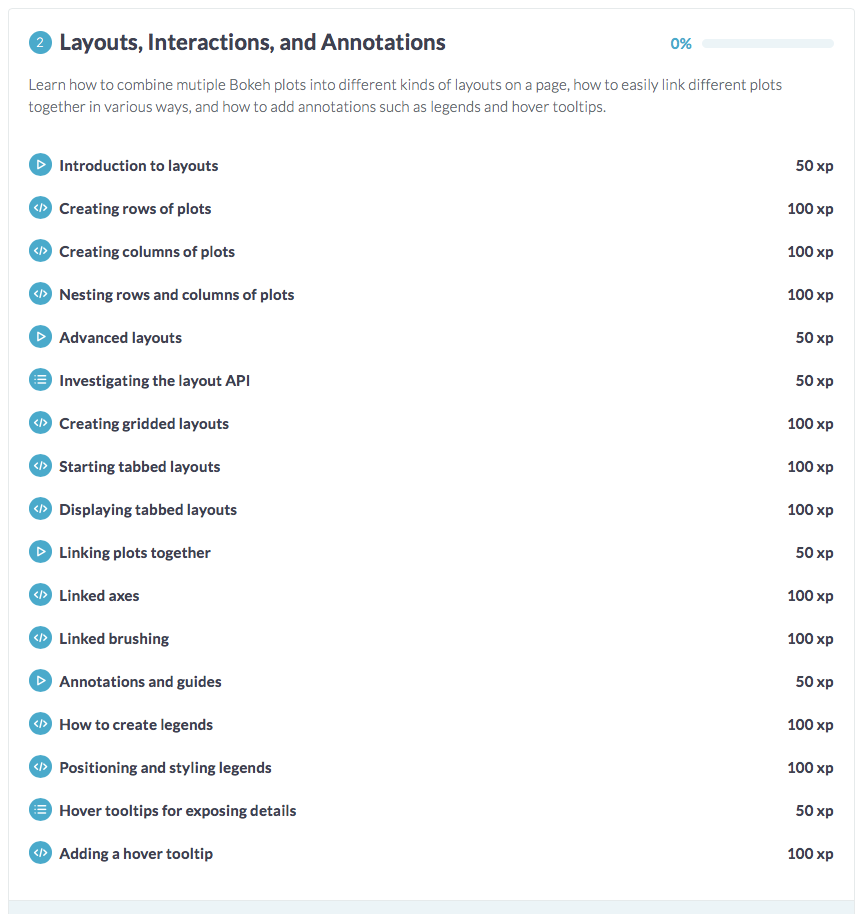 2 Layouts, Interactions, and Annotations 0%
Learn how to combine mutiple Bokeh plots into different kinds of layouts on a page, how to easily link different plots
together in various ways, and how to add annotations such as legends and hover tooltips.
Introduction to layouts 50 xp
Creating rows of plots 100 xp
Creating columns of plots 100 xp
Nesting rows and columns of plots 100 xp
Advanced layouts 50 xp
Investigating the layout API 50 xp
Creating gridded layouts 100 xp
Starting tabbed layouts 100 xp
Displaying tabbed layouts 100 xp
Linking plots together 50 xp
Linked axes 100 xp
Linked brushing 100 xp
Annotations and guides 50 xp
How to create legends 100 xp
Positioning and styling legends 100 xp
Hover tooltips for exposing details 50 xp
Adding a hover tooltip 100 xp